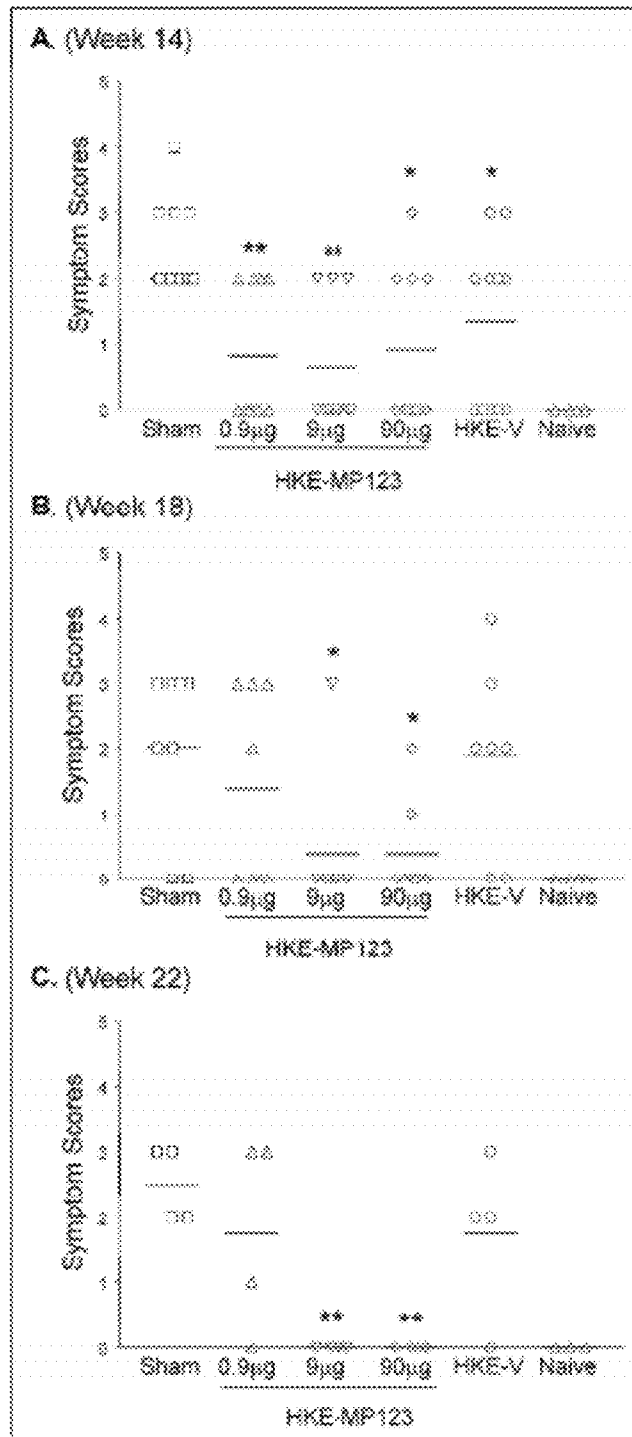 A. (Week 14)
Symptom Scores
5
4
3
2
1
0
**
**
*
*
Sham 0.9µg 9µg 90µg HKE-V Naive
HKE-MP123
B. (Week 18)
Symptom Scores
5
4
3
2
1
0
*
*
Sham 0.9µg 9µg 90µg HKE-V Naive
HKE-MP123
C. (Week 22)
Symptom Scores
5
4
3
2
1
0
**
**
Sham 0.9µg 9µg 90µg HKE-V Naive
HKE-MP123